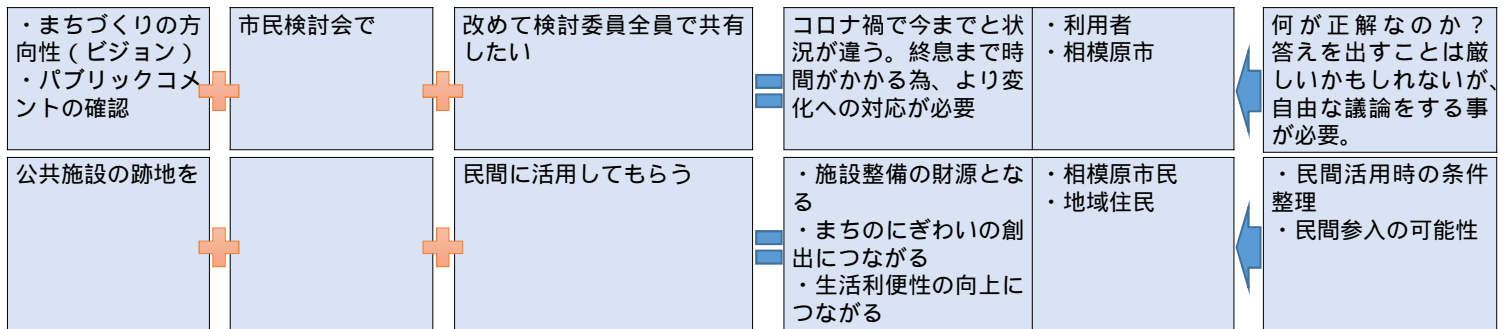 ・まちづくりの方
向性（ビジョン）
・パブリックコメ
ントの確認
市民検討会で
改めて検討委員全員で共有
したい
コロナ禍で今までと状
況が違う。終息まで時
間がかかる為、より変
化への対応が必要
・利用者
・相模原市
何が正解なのか？
答えを出すことは厳
しいかもしれないが、
自由な議論をする事
が必要。
公共施設の跡地を
民間に活用してもらう
・施設整備の財源とな
る
・まちのにぎわいの創
出につながる
・生活利便性の向上に
つながる
・相模原市民
・地域住民
・民間活用時の条件
整理
・民間参入の可能性